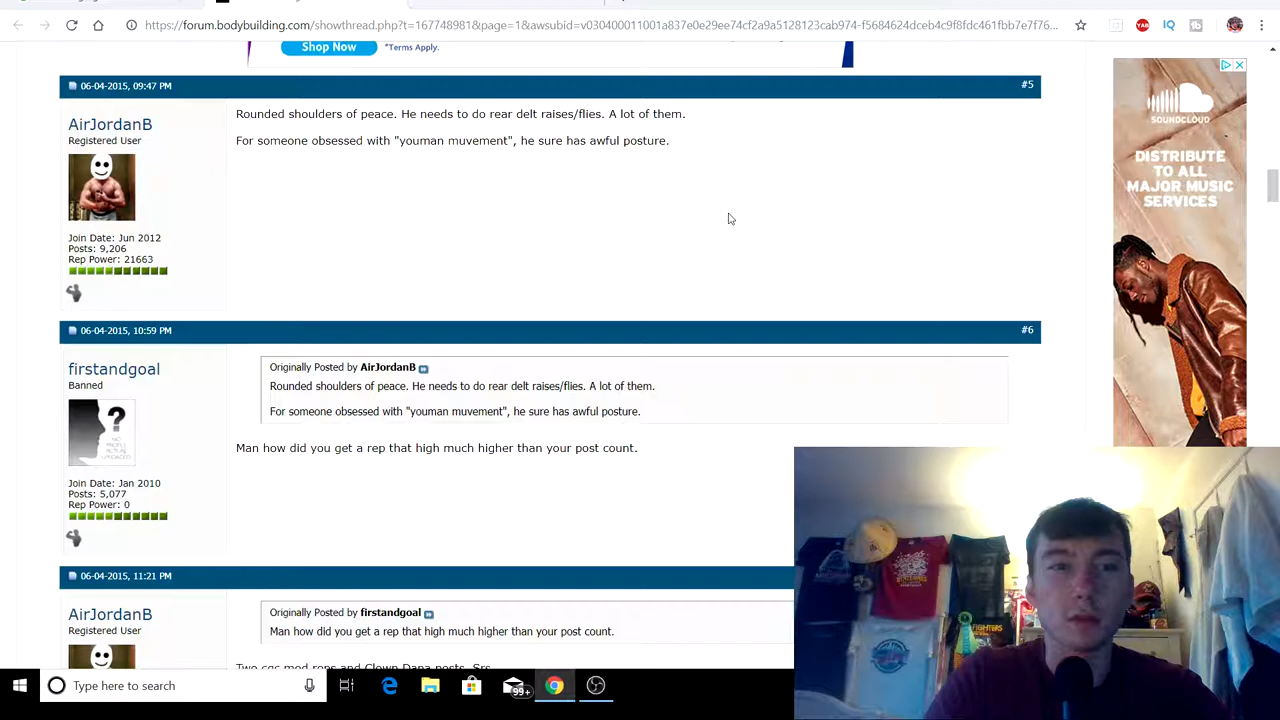 https://forum.bodybuilding.com/showthread.php?t=167748981&page=1&awsubid=v030400011001a837e0e29ee74cf2a9a5128123cab974-f5684624dceb4c9f8fdc461fbb7e7f76...
Shop Now
*Terms Apply.
06-04-2015, 09:47 PM
#5
AirJordanB
Registered User
Join Date: Jun 2012
Posts: 9,206
Rep Power: 21663
Rounded shoulders of peace. He needs to do rear delt raises/flies. A lot of them.
For someone obsessed with "youman muvement", he sure has awful posture.
06-04-2015, 10:59 PM
#6
firstandgoal
Banned
Join Date: Jan 2010
Posts: 5,077
Rep Power: 0
Originally Posted by AirJordanB
Rounded shoulders of peace. He needs to do rear delt raises/flies. A lot of them.
For someone obsessed with "youman muvement", he sure has awful posture.
Man how did you get a rep that high much higher than your post count.
06-04-2015, 11:21 PM
AirJordanB
Registered User
Originally Posted by firstandgoal
Man how did you get a rep that high much higher than your post count.
SOUNDCLOUD
DISTRIBUTE
TO ALL
MAJOR MUSIC
SERVICES
YAB
IQ
Type here to search
99+